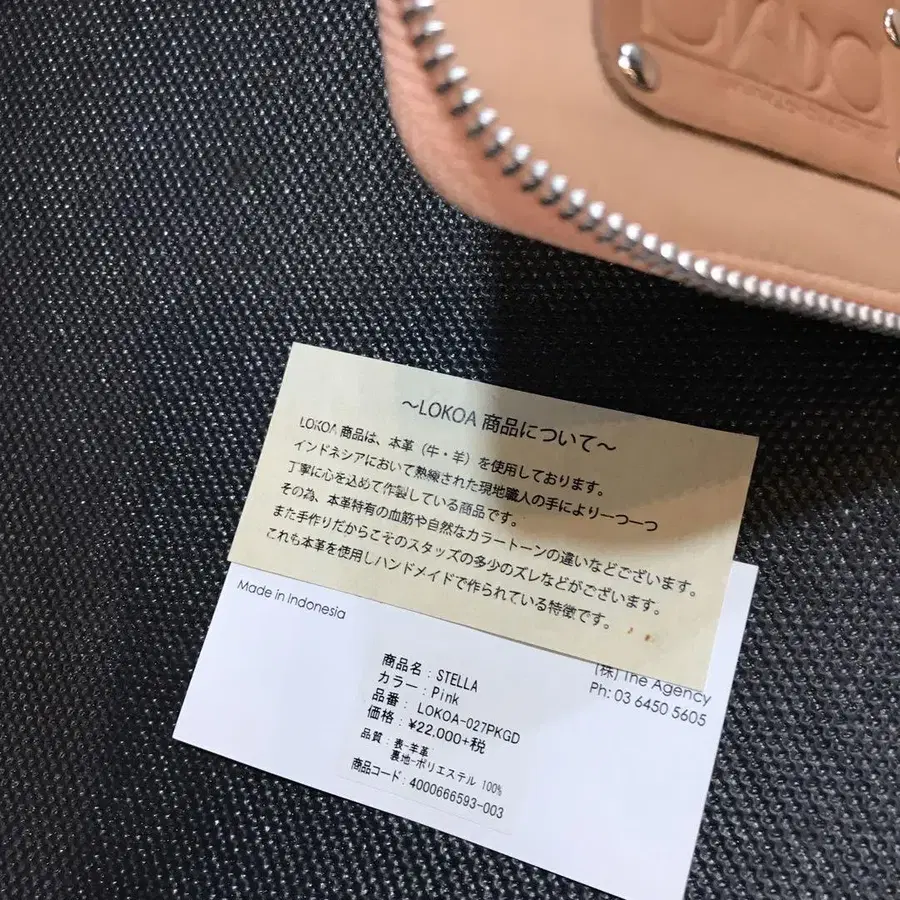 ～LOKOA 商品について～
LOKOA 商品は、本革（牛・羊）を使用しております。
インドネシアにおいて熟練された現地職人の手により一つ一つ
丁寧に心を込めて作製している商品です。
その為、本革特有の血筋や自然なカラートーンの違いなどございます。
また手作りだからこそのスタッズの多少のズレなどがございます。
これも本革を使用しハンドメイドで作られている特徴です。
Made in Indonesia
(株) The Agency
Ph: 03 6450 5605
商品名：STELLA
カラー：Pink
品番：LOKOA-027PKGD
価格：¥22,000+税
品質：表-羊革
裏地-ポリエステル 100%
商品コード：4000666593-003